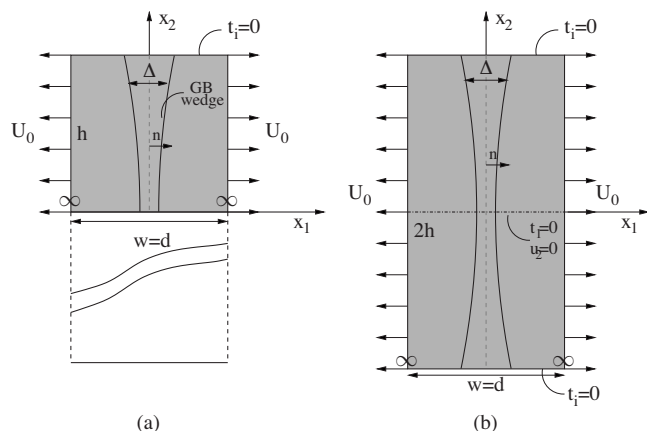 x₂
tᵢ=0
Δ
GB
wedge
U₀
h
n
U₀
∞
∞
x₁
w=d
(a)
x₂
tᵢ=0
Δ
n
U₀
U₀
x₁
2h
t₁=0
u₂=0
∞
∞
w=d
tᵢ=0
(b)